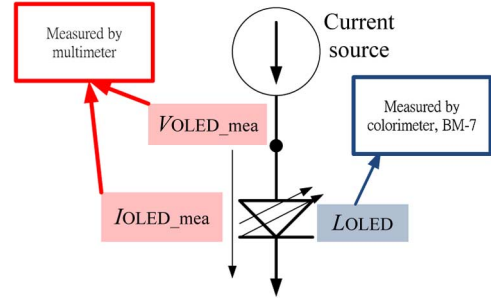 Measured by
multimeter
Current
source
VOLED_mea
Measured by
colorimeter, BM-7
IOLED_mea
LOLED